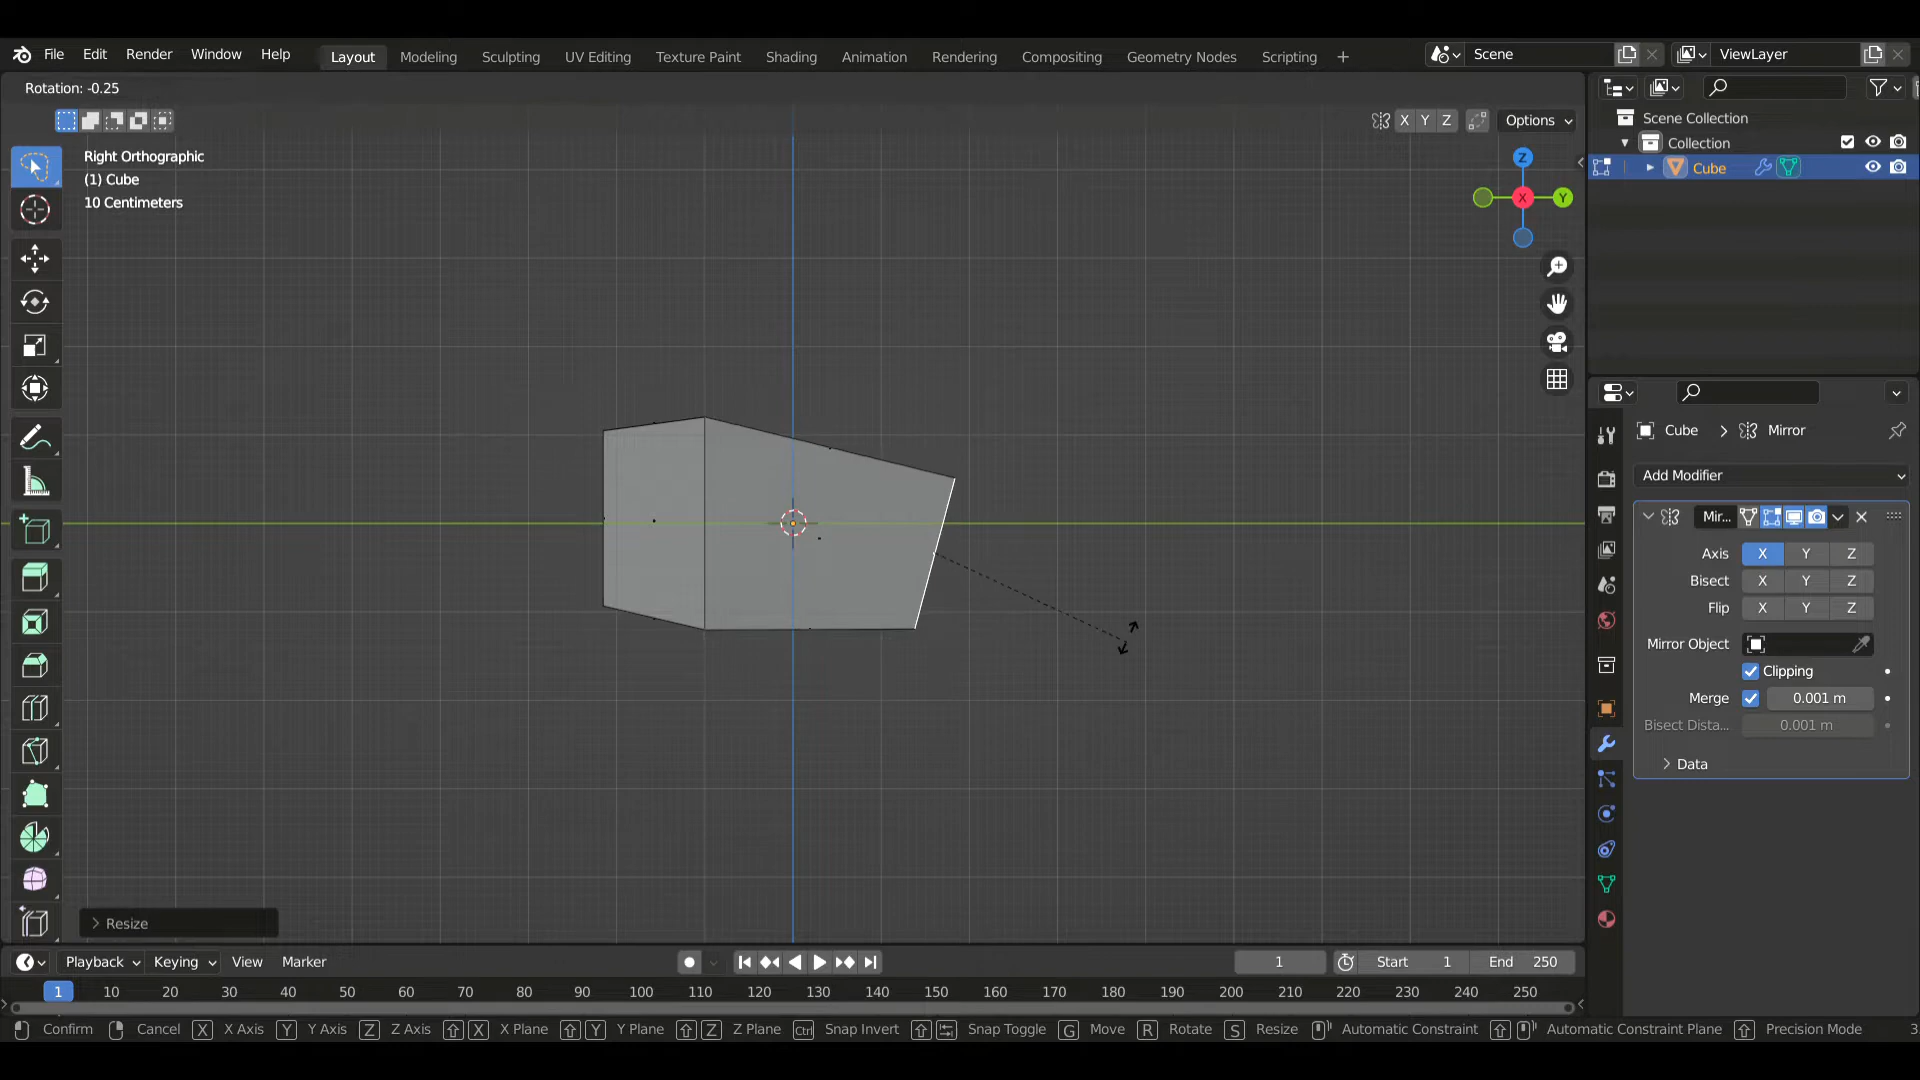 File Edit Render Window Help Layout Modeling Sculpting UV Editing Texture Paint Shading Animation Rendering Compositing Geometry Nodes Scripting + Scene ViewLayer
Rotation: -0.25
X Y Z Options
Right Orthographic
(1) Cube
10 Centimeters
Z
X
Y
Scene Collection
Collection
Cube
Cube > Mirror
Add Modifier
Mir...
Axis X Y Z
Bisect X Y Z
Flip X Y Z
Mirror Object
Clipping
Merge 0.001 m
Bisect Dista... 0.001 m
Data
Resize
Playback Keying View Marker 1 Start 1 End 250
1 10 20 30 40 50 60 70 80 90 100 110 120 130 140 150 160 170 180 190 200 210 220 230 240 250
Confirm Cancel X X Axis Y Y Axis Z Z Axis X X Plane Y Y Plane Z Z Plane Ctrl Snap Invert Snap Toggle G Move R Rotate S Resize Automatic Constraint Automatic Constraint Plane Precision Mode